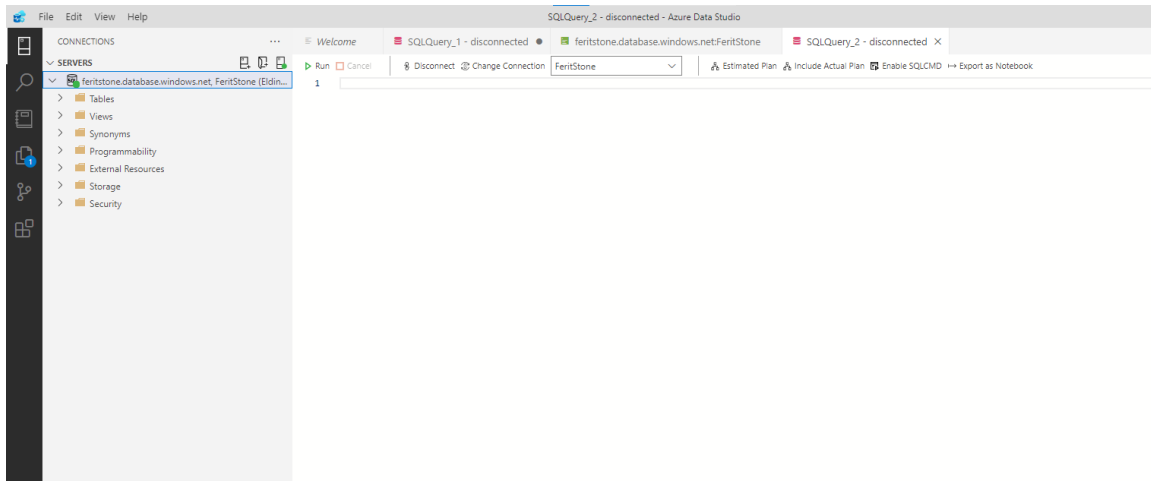 File Edit View Help
SQLQuery_2 - disconnected - Azure Data Studio
CONNECTIONS
Welcome
SQLQuery_1 - disconnected
feritstone.database.windows.net:FeritStone
SQLQuery_2 - disconnected
SERVERS
Run Cancel Disconnect Change Connection FeritStone Estimated Plan Include Actual Plan Enable SQLCMD Export as Notebook
feritstone.database.windows.net, FeritStone (Eldin...
1
Tables
Views
Synonyms
Programmability
External Resources
Storage
Security
1